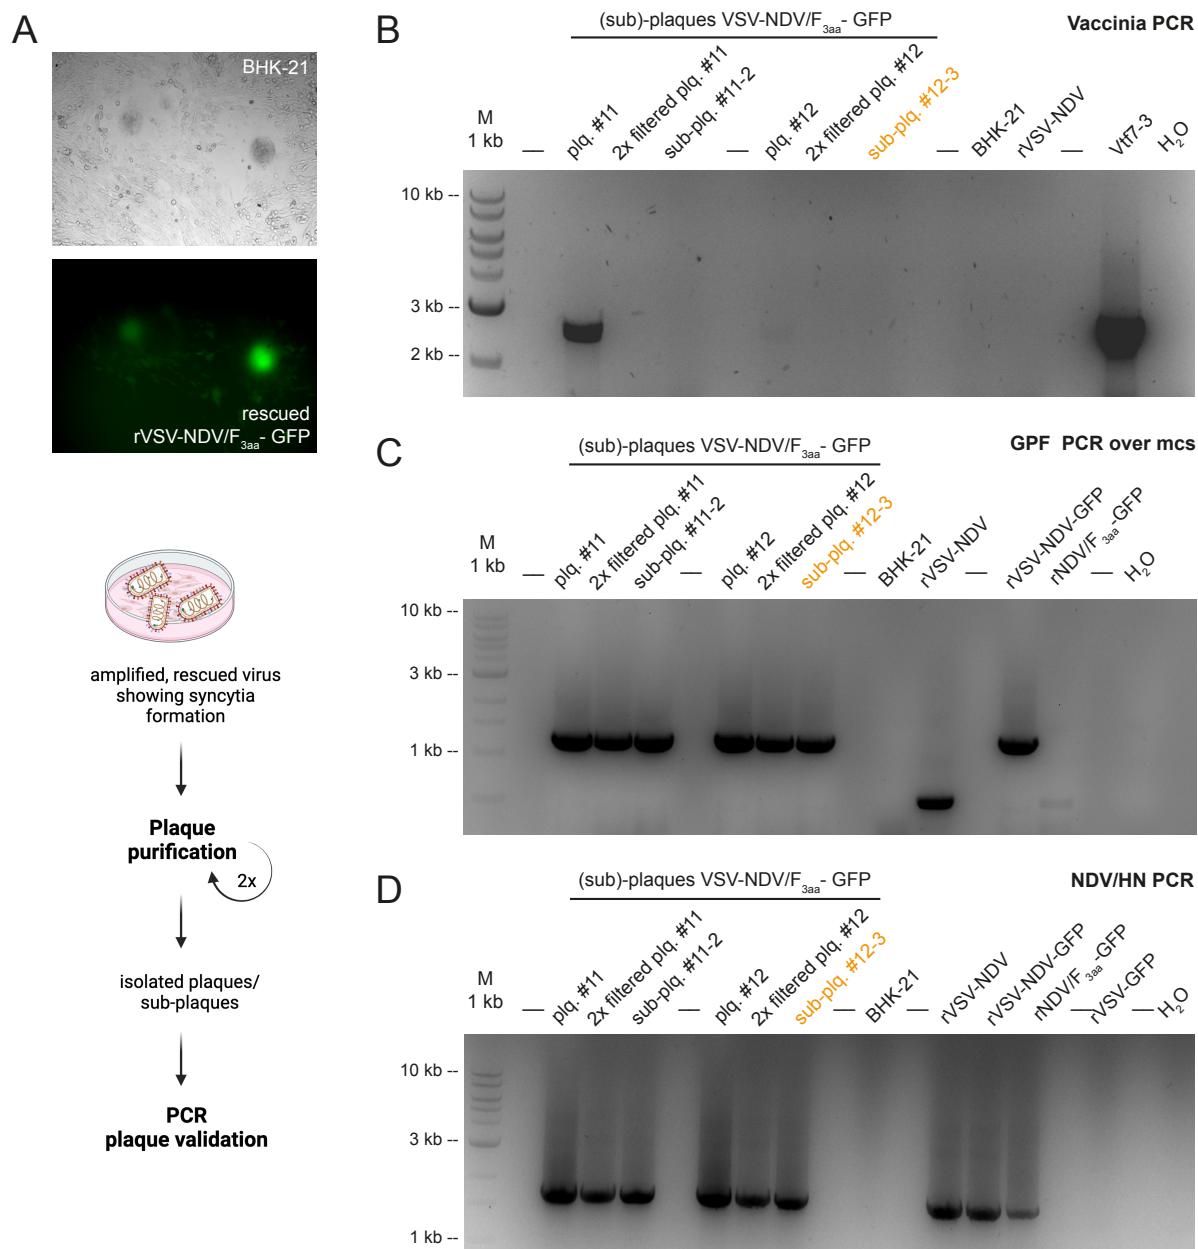 A
BHK-21
rescued
rVSV-NDV/F3aa- GFP
amplified, rescued virus
showing syncytia
formation
Plaque
purification
2x
isolated plaques/
sub-plaques
PCR
plaque validation
B
(sub)-plaques VSV-NDV/F3aa- GFP
Vaccinia PCR
M
1 kb
—
plq. #11
2x filtered plq. #11
sub-plq. #11-2
—
plq. #12
2x filtered plq. #12
sub-plq. #12-3
—
BHK-21
rVSV-NDV
—
Vtf7-3
H2O
10 kb --
3 kb --
2 kb --
C
(sub)-plaques VSV-NDV/F3aa- GFP
GPF PCR over mcs
M
1 kb
—
plq. #11
2x filtered plq. #11
sub-plq. #11-2
—
plq. #12
2x filtered plq. #12
sub-plq. #12-3
—
BHK-21
rVSV-NDV
—
rVSV-NDV-GFP
rNDV/F3aa-GFP
—
H2O
10 kb --
3 kb --
1 kb --
D
(sub)-plaques VSV-NDV/F3aa- GFP
NDV/HN PCR
M
1 kb
—
plq. #11
2x filtered plq. #11
sub-plq. #11-2
—
plq. #12
2x filtered plq. #12
sub-plq. #12-3
—
BHK-21
—
rVSV-NDV
rVSV-NDV-GFP
rNDV/F3aa-GFP
—
rVSV-GFP
—
H2O
10 kb --
3 kb --
1 kb --